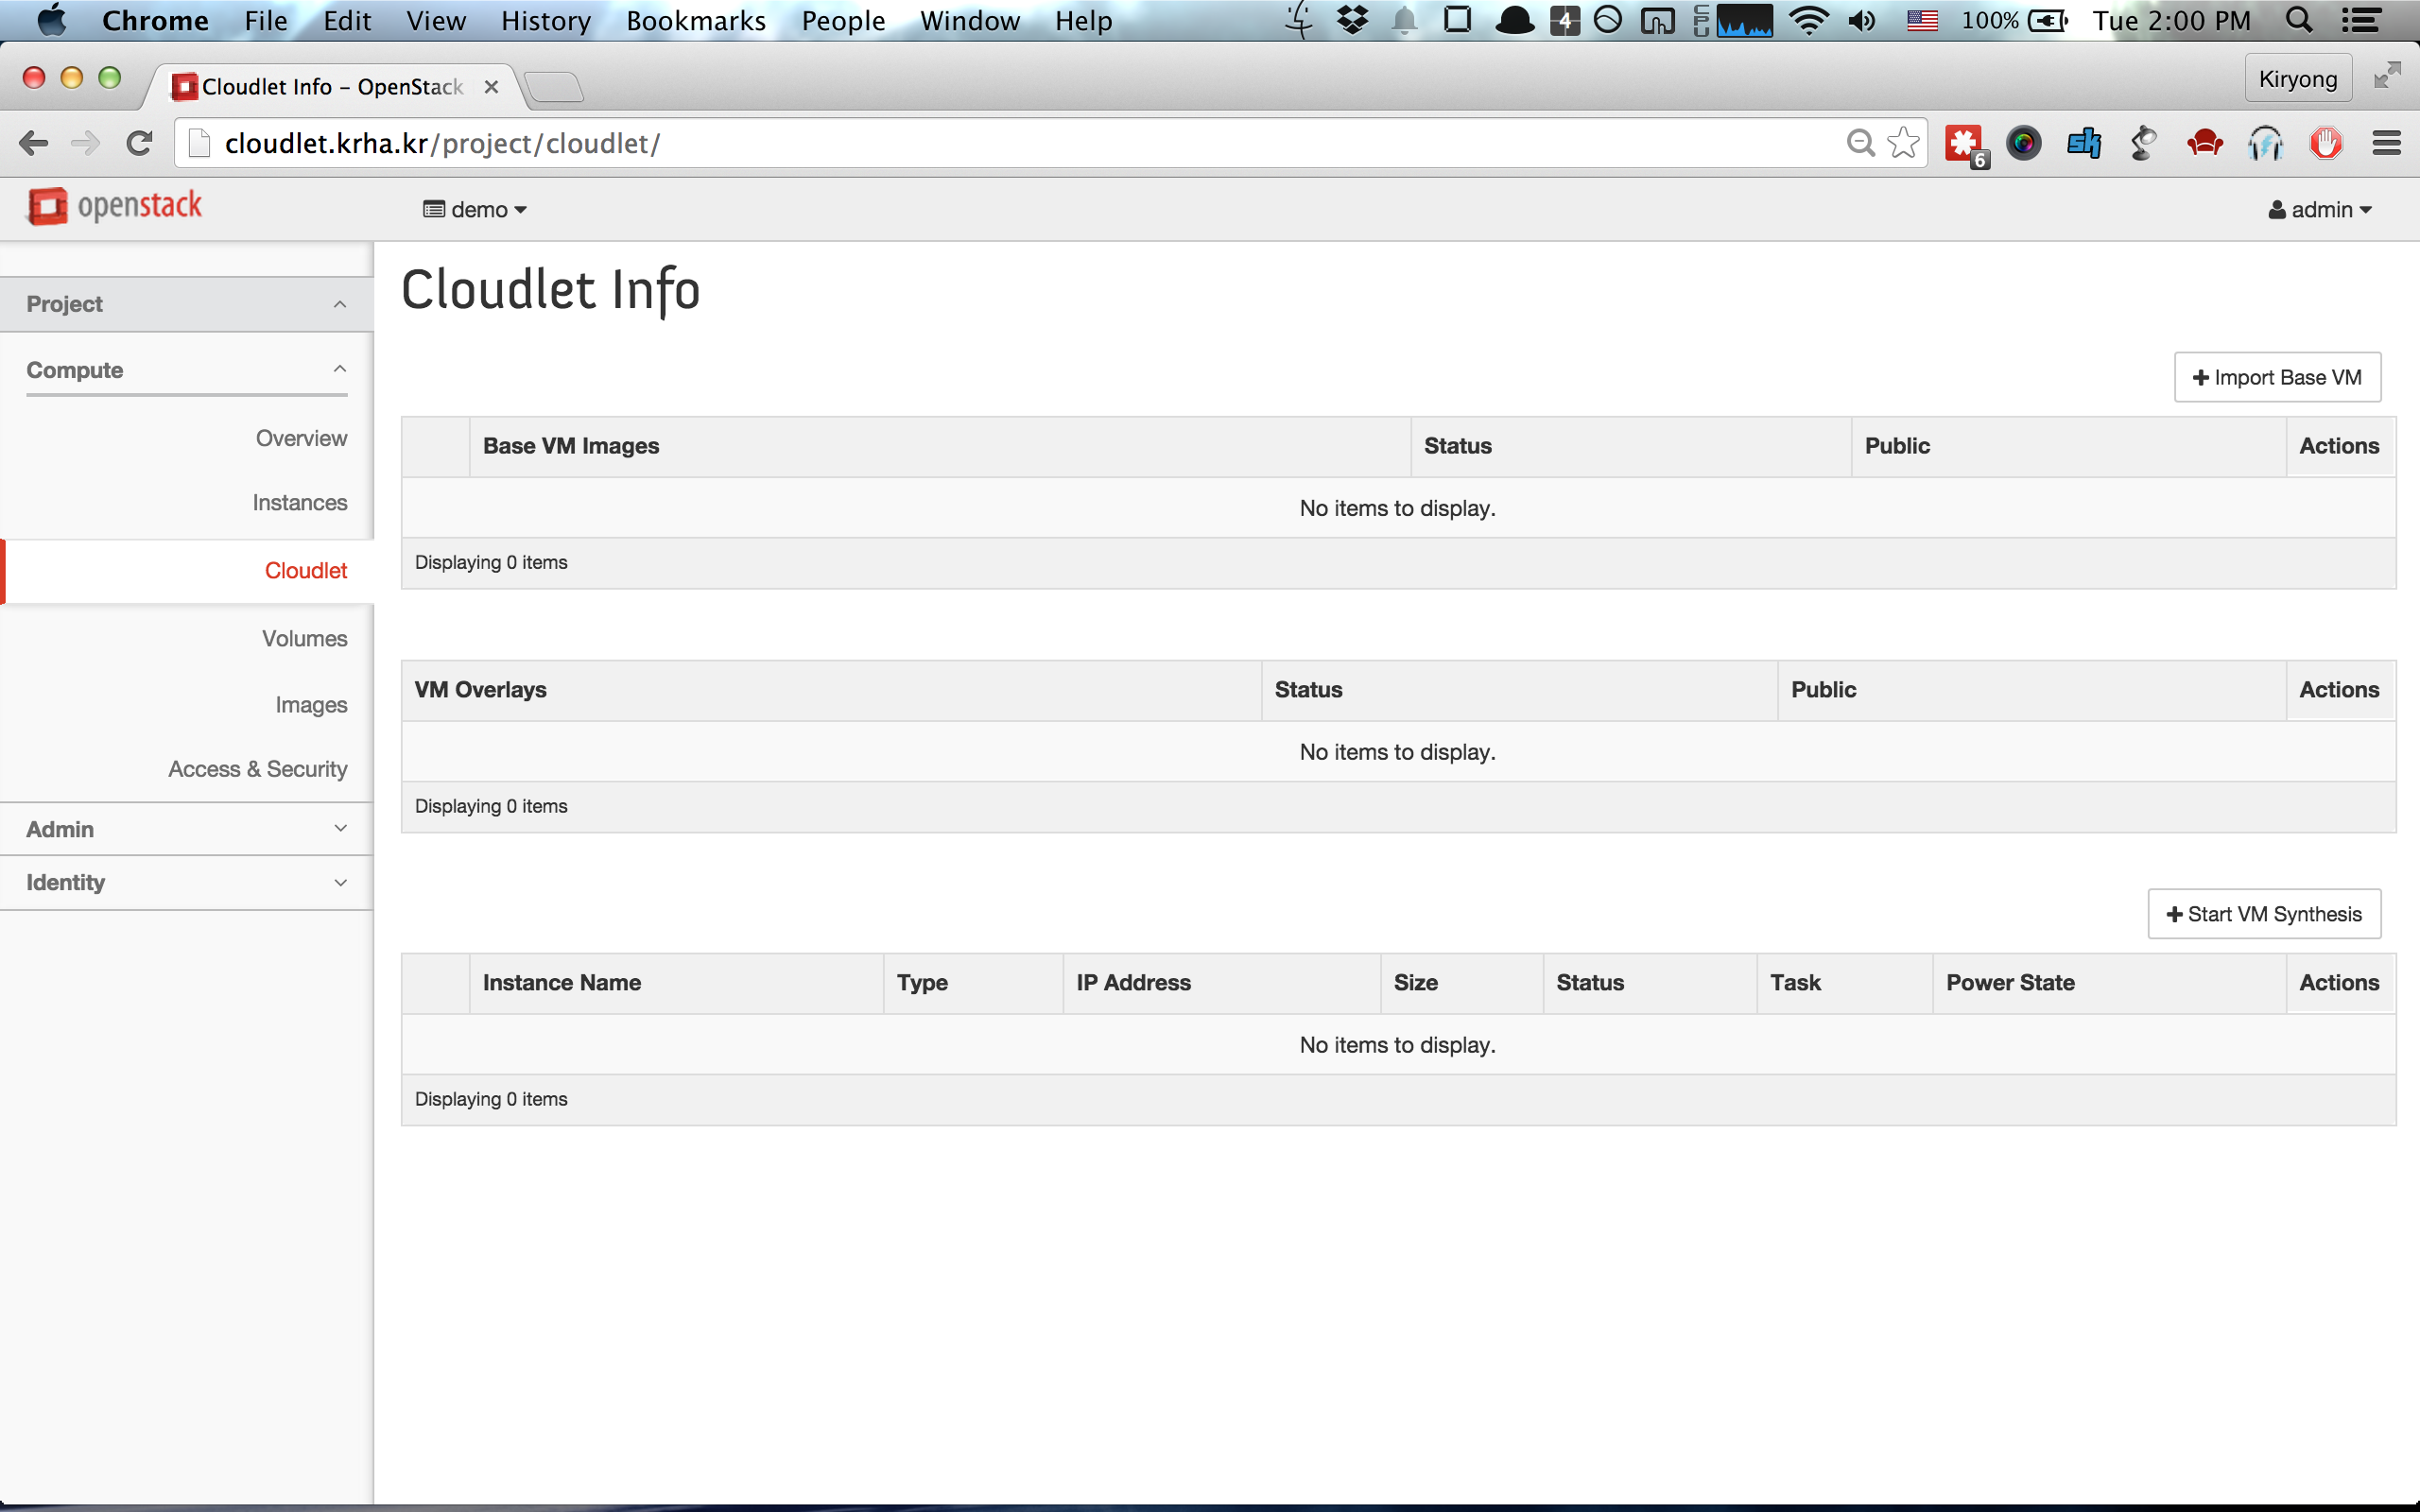 Chrome File Edit View History Bookmarks People Window Help 4 CPU 100% Tue 2:00 PM
Cloudlet Info – OpenStack Kiryong
cloudlet.krha.kr/project/cloudlet/ 6 sk
openstack demo admin
Project
Compute
Overview
Instances
Cloudlet
Volumes
Images
Access & Security
Admin
Identity
Cloudlet Info
Import Base VM
Base VM Images Status Public Actions
No items to display.
Displaying 0 items
VM Overlays Status Public Actions
No items to display.
Displaying 0 items
Start VM Synthesis
Instance Name Type IP Address Size Status Task Power State Actions
No items to display.
Displaying 0 items